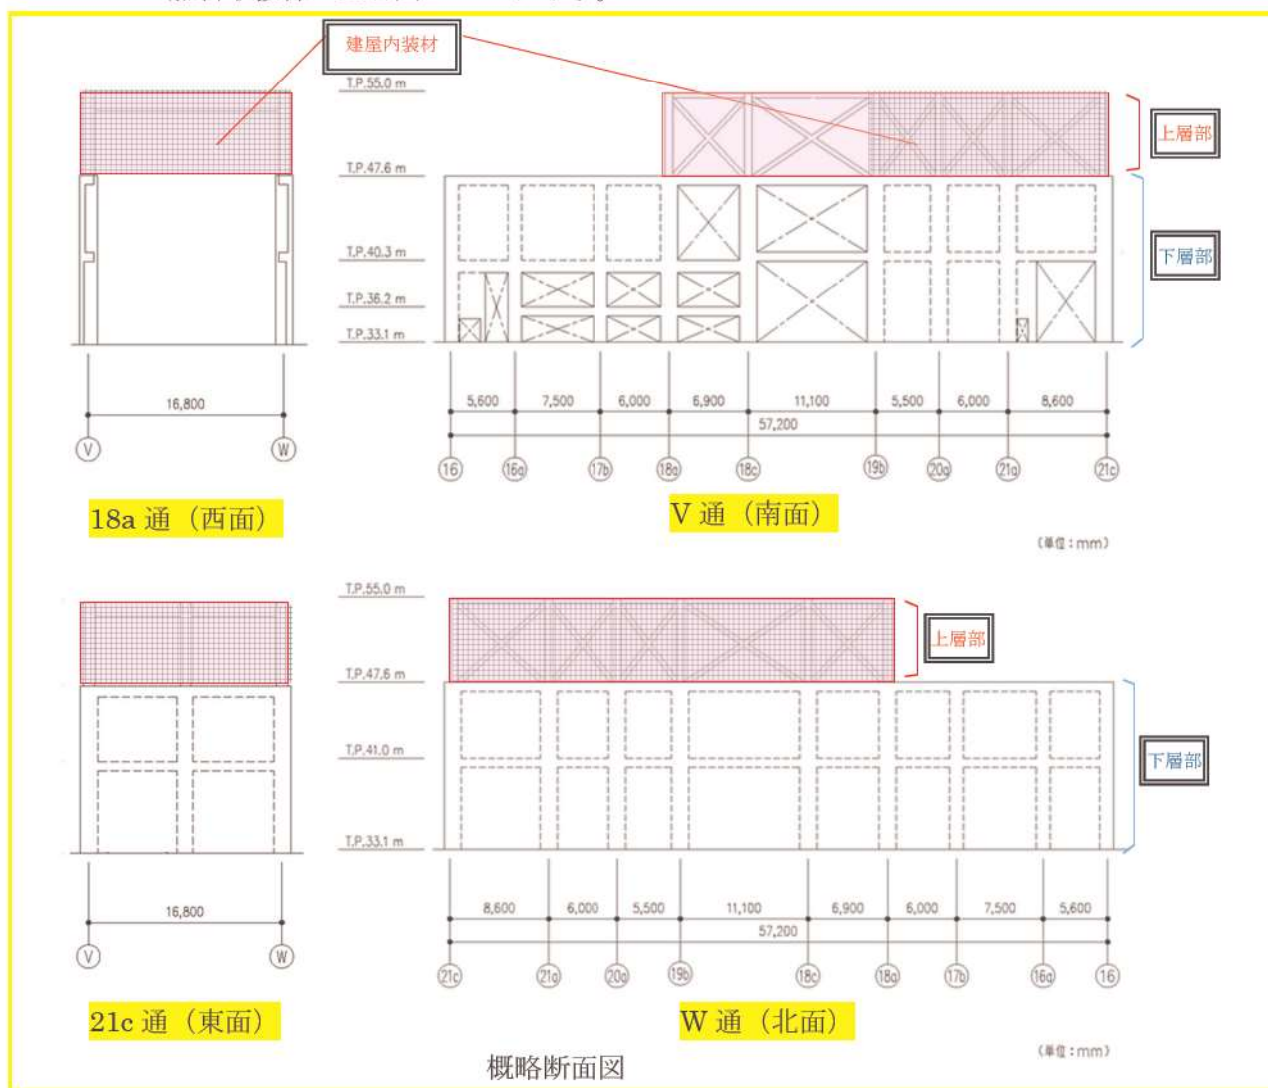 建屋内装材
T.P.55.0 m
上層部
T.P.47.6 m
下層部
T.P.40.3 m
T.P.36.2 m
T.P.33.1 m
16,800
5,600 7,500 6,000 6,900 11,100 5,500 6,000 8,600
57,200
V W 16 16a 17b 18a 18c 19b 20a 21a 21c
18a 通（西面） V 通（南面）
(単位：mm)
T.P.55.0 m
上層部
T.P.47.6 m
T.P.41.0 m
下層部
T.P.33.1 m
16,800
8,600 6,000 5,500 11,100 6,900 6,000 7,500 5,600
57,200
V W 21c 21a 20a 19b 18c 18a 17b 16a 16
21c 通（東面） W 通（北面）
(単位：mm)
概略断面図